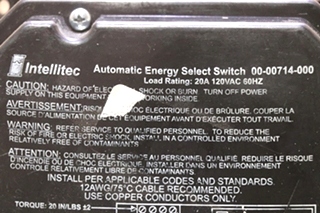 Intellitec Automatic Energy Select Switch 00-00714-000
Load Rating: 20A 120VAC 60HZ
CAUTION: HAZARD OF SHOCK OR BURN TURN OFF POWER
SUPPLY ON THIS EQUIPMENT WORKING INSIDE
AVERTISSEMENT: OC ÉLECTRIQUE OU DE BRÛLURE. COUPER LA
SOURCE D'ALIMENTATION CET ÉQUIPEMENT AVANT D'EXÉCUTER TOUT TRAVAIL.
WARNING: REFER SERVICE TO QUALIFIED PERSONNEL. TO REDUCE THE
RISK OF FIRE OR ELECTRIC SHOCK, INSTALL IN A CONTROLLED ENVIRONMENT
RELATIVELY FREE OF CONTAMINANTS
ATTENTION: CONSULTEZ LE SERVICE AU PERSONNEL QUALIFIÉ. RÉDUIRE LE RISQUE
D'INCENDIE OU DE CHOC ÉLECTRIQUE, INSTALLER DANS UN ENVIRONNEMENT
CONTRÔLÉ RELATIVEMENT LIBRE DE CONTAMINANTS.
INSTALL PER APPLICABLE CODES AND STANDARDS.
12AWG/75°C CABLE RECOMMENDED.
USE COPPER CONDUCTORS ONLY.
TORQUE: 20 IN/LBS ±2